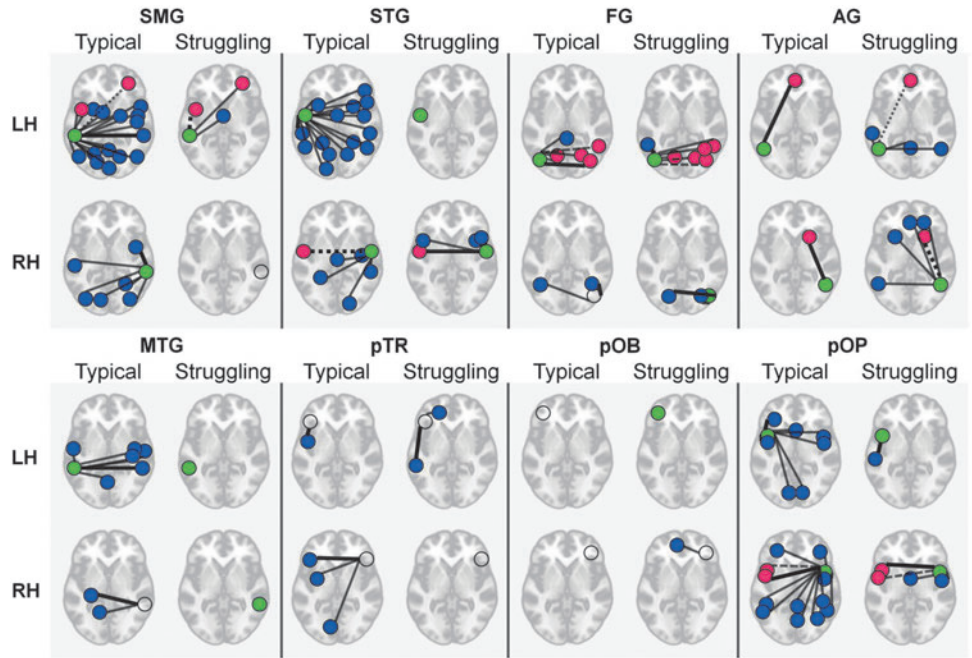 SMG STG FG AG
Typical Struggling Typical Struggling Typical Struggling Typical Struggling
LH
RH
MTG pTR pOB pOP
Typical Struggling Typical Struggling Typical Struggling Typical Struggling
LH
RH